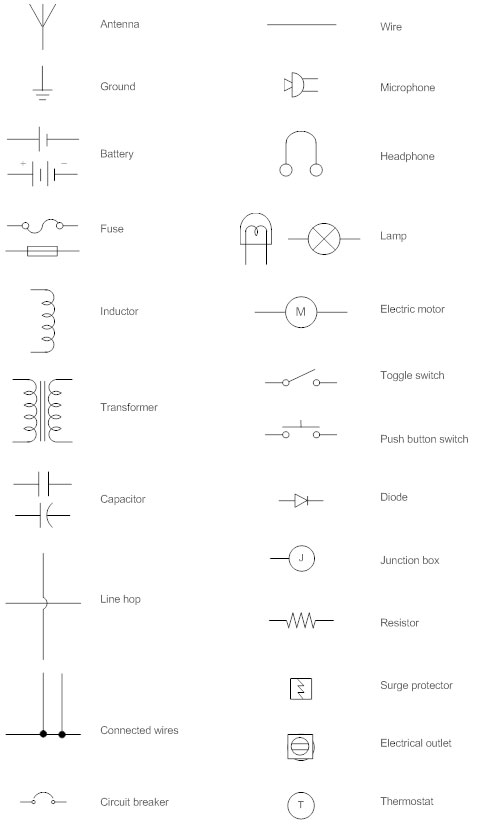 Antenna
Ground
+ −
Battery
Fuse
Inductor
Transformer
Capacitor
Line hop
Connected wires
Circuit breaker
Wire
Microphone
Headphone
Lamp
M
Electric motor
Toggle switch
Push button switch
Diode
J
Junction box
Resistor
Surge protector
Electrical outlet
T
Thermostat